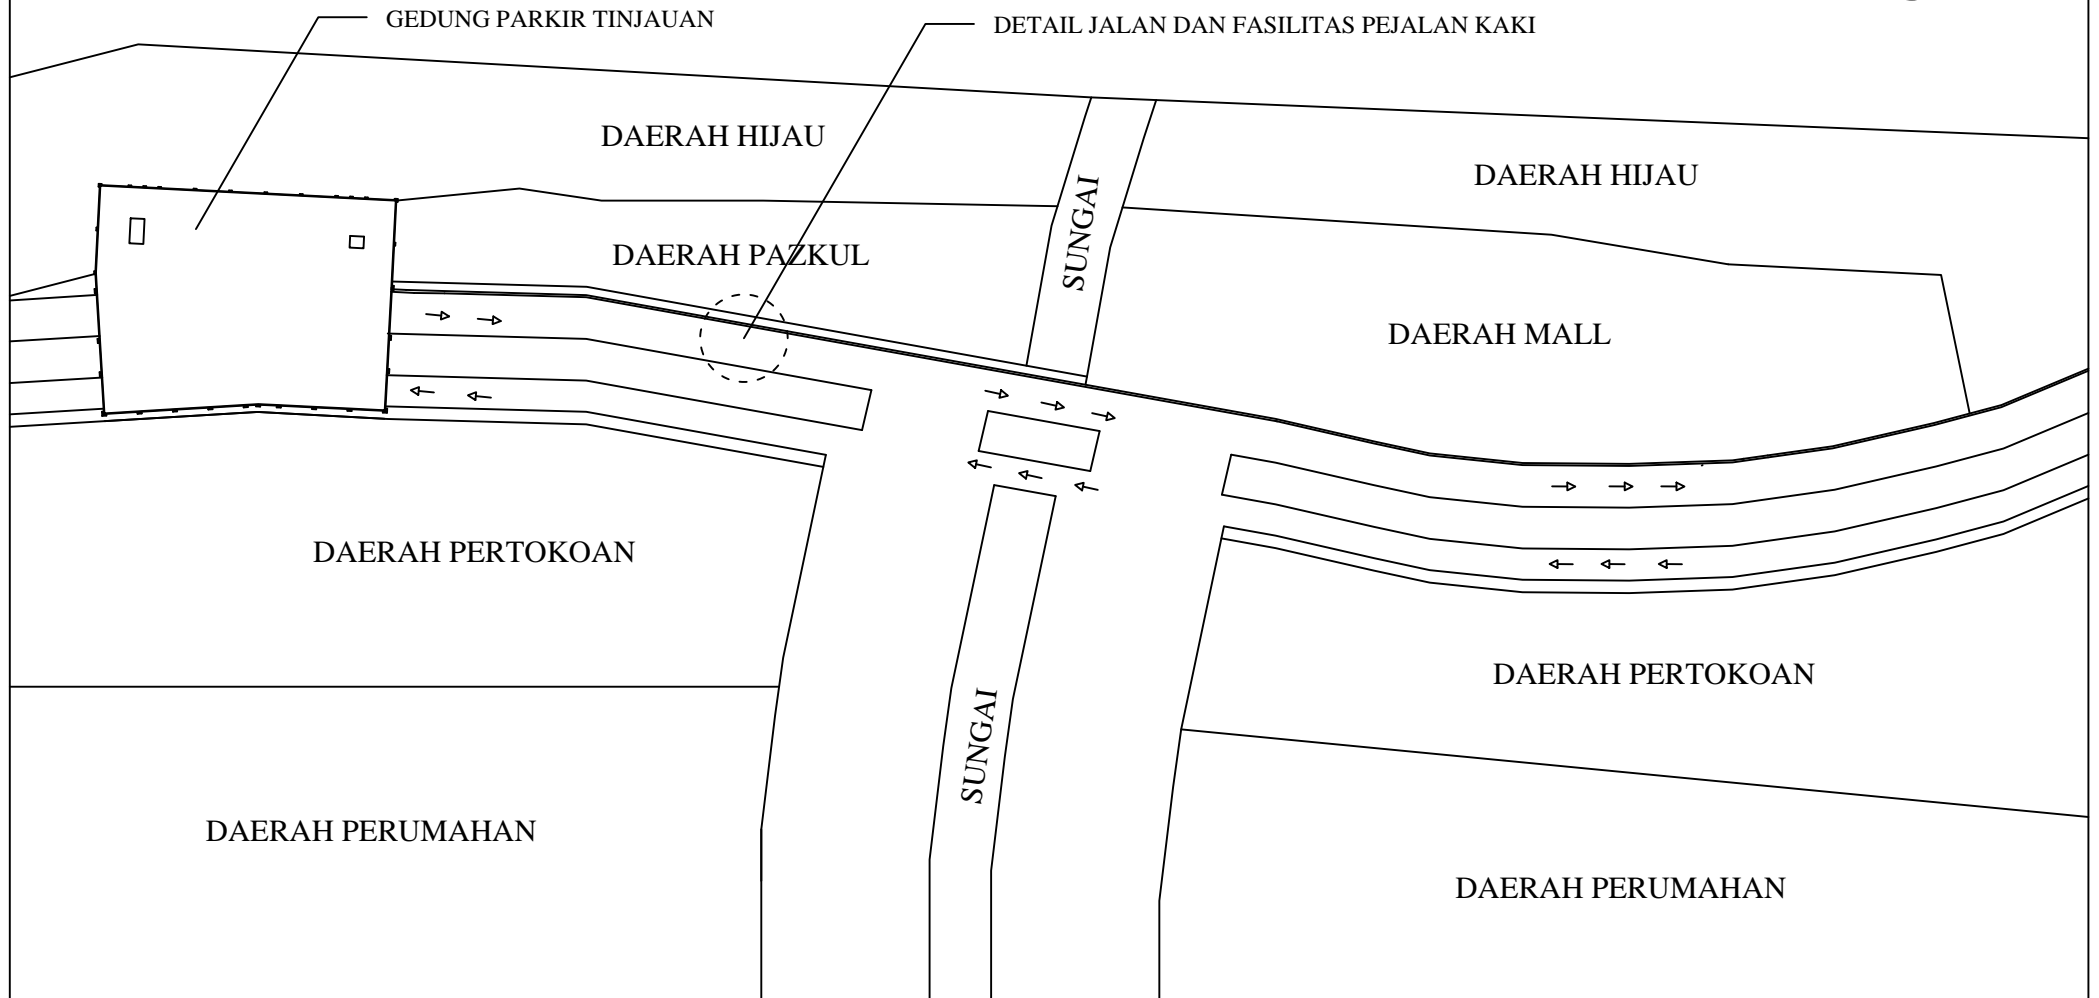 GEDUNG PARKIR TINJAUAN
DETAIL JALAN DAN FASILITAS PEJALAN KAKI
DAERAH HIJAU
DAERAH HIJAU
SUNGAI
DAERAH PAZKUL
DAERAH MALL
DAERAH PERTOKOAN
DAERAH PERTOKOAN
SUNGAI
DAERAH PERUMAHAN
DAERAH PERUMAHAN